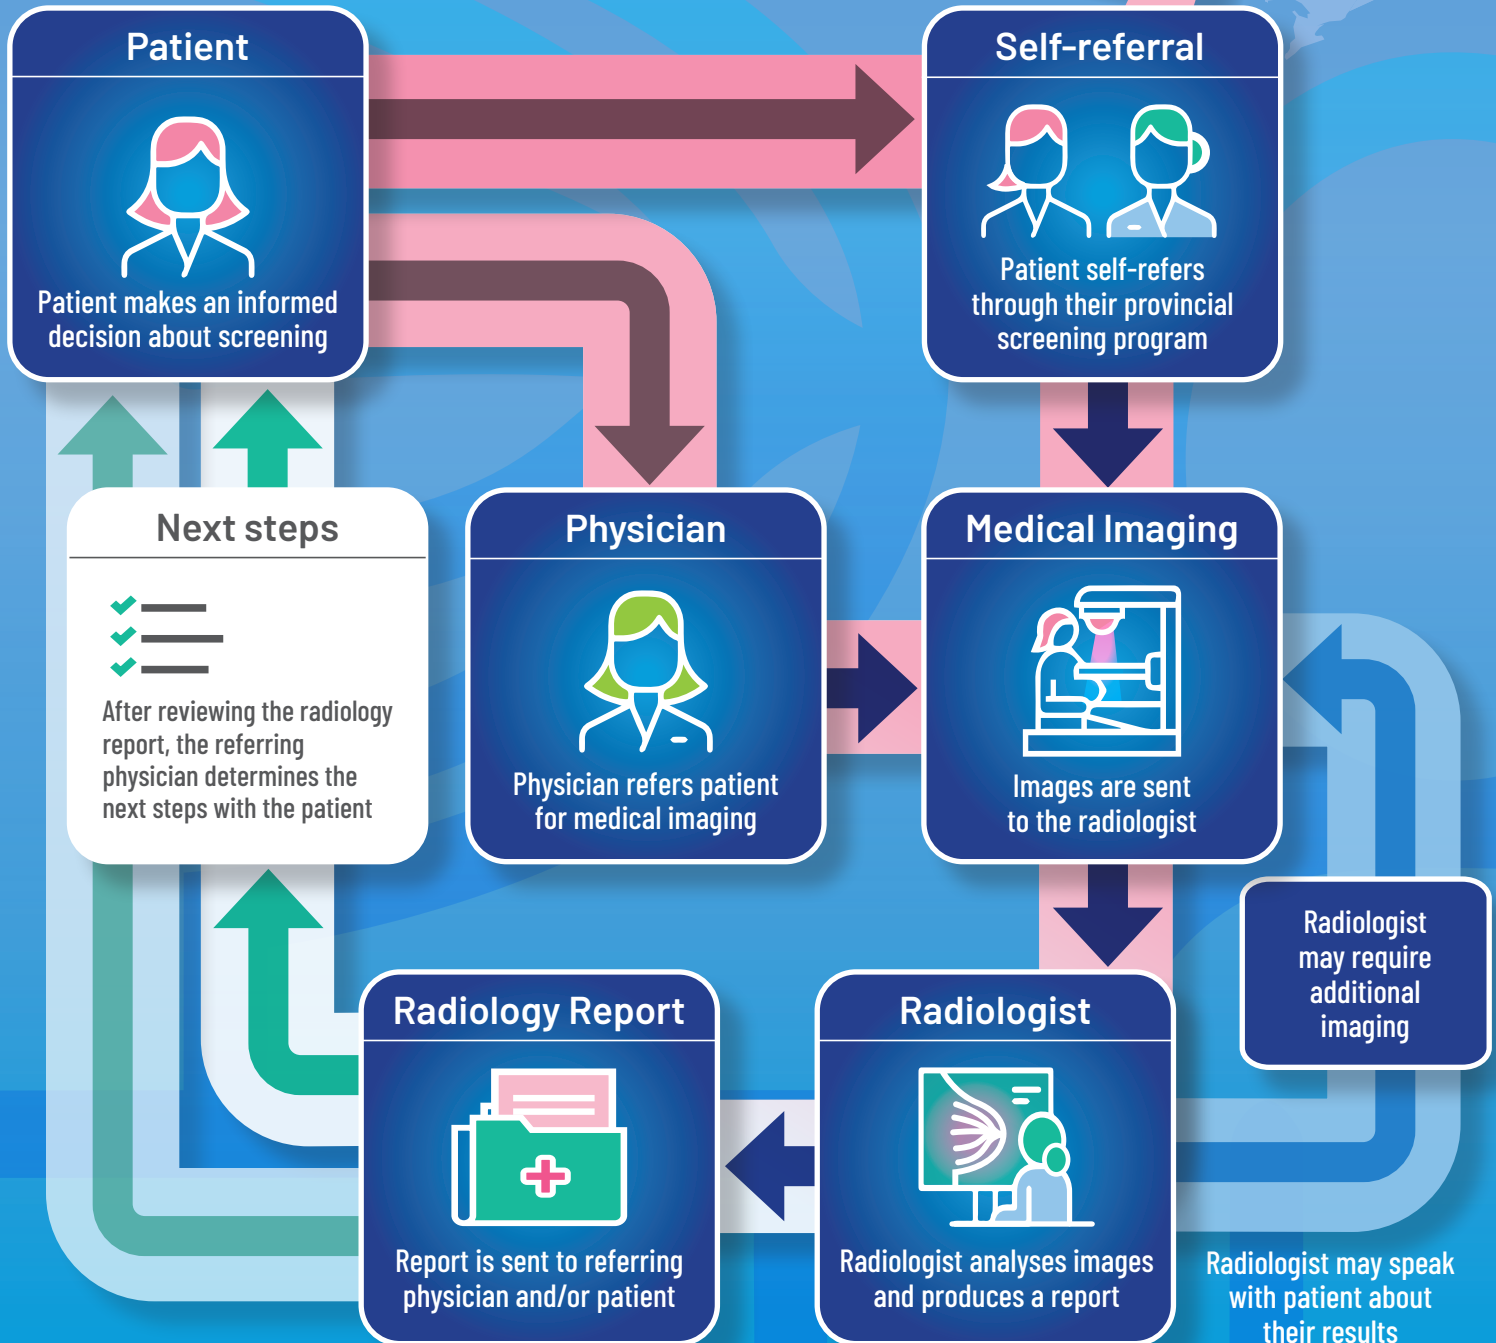 Patient
Patient makes an informed
decision about screening
Self-referral
Patient self-refers
through their provincial
screening program
Next steps
After reviewing the radiology
report, the referring
physician determines the
next steps with the patient
Physician
Physician refers patient
for medical imaging
Medical Imaging
Images are sent
to the radiologist
Radiologist
may require
additional
imaging
Radiology Report
Report is sent to referring
physician and/or patient
Radiologist
Radiologist analyses images
and produces a report
Radiologist may speak
with patient about
their results